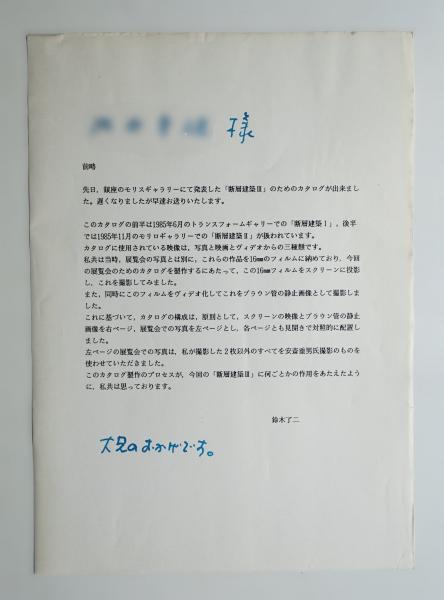 様
前略
先日、銀座のモリスギャラリーにて発表した「断層建築Ⅲ」のためのカタログが出来まし
た。遅くなりましたが早速お送りいたします。
このカタログの前半は1985年6月のトランスフォームギャリーでの「断層建築Ⅰ」、後半
では1985年11月のモリロギャラリーでの「断層建築Ⅱ」が扱われています。
カタログに使用されている映像は、写真と映画とヴィデオからの三種類です。
私共は当時、展覧会の写真とは別に、これらの作品を16㎜のフィルムに納めており、今回
の展覧会のためのカタログを製作するにあたって、この16㎜フィルムをスクリーンに投影
し、これを撮影してみました。
また、同時にこのフィルムをヴィデオ化してこれをブラウン管の静止画像として撮影しま
した。
これに基づいて、カタログの構成は、原則として、スクリーンの映像とブラウン管の静止
画像を右ページ、展覧会での写真を左ページとし、各ページとも見開きで対照的に配置し
ました。
左ページの展覧会での写真は、私が撮影した2枚以外のすべてを安斎重男氏撮影のものを
使わせていただきました。
このカタログ製作のプロセスが、今回の「断層建築Ⅲ」に何ごとかの作用をあたえたよう
に、私共は思っております。
鈴木了二
大兄のおかげです。